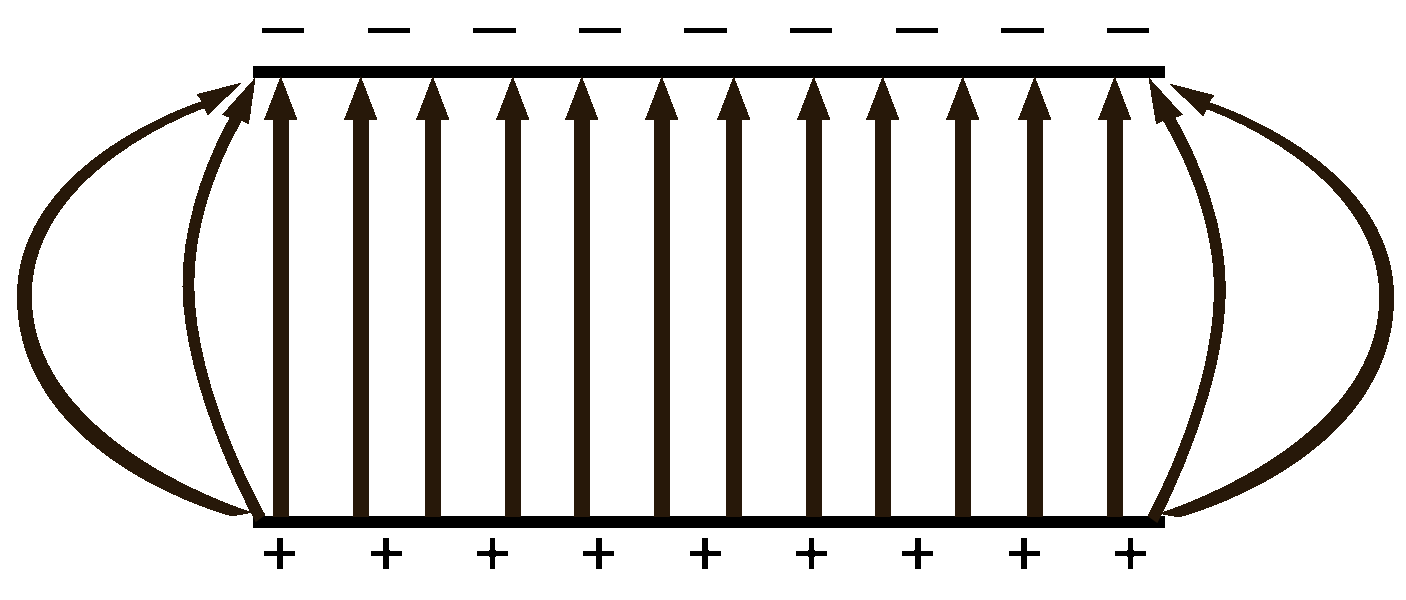 − − − − − − − − −
+ + + + + + + + +